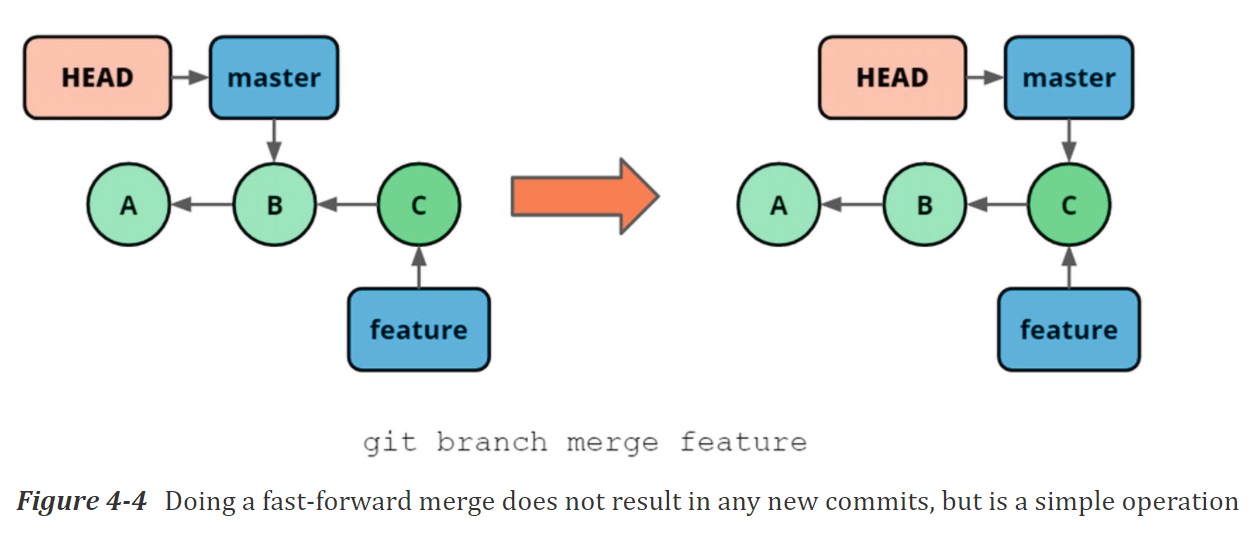 HEAD master HEAD master
A B C A B C
feature feature
git branch merge feature
Figure 4-4 Doing a fast-forward merge does not result in any new commits, but is a simple operation